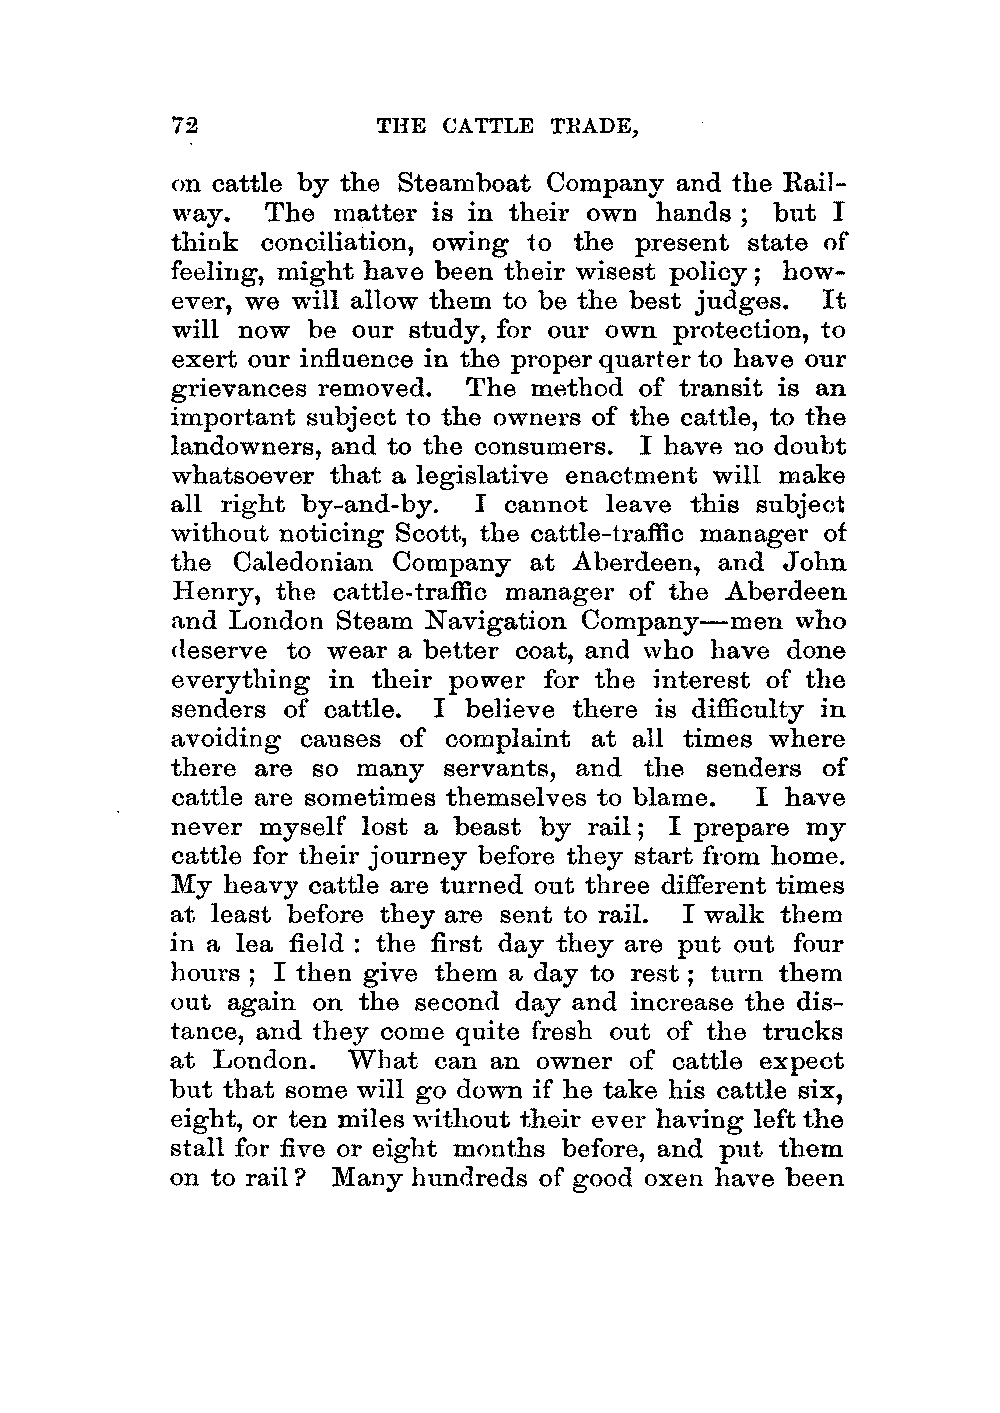 72 THE CATTLE TRADE,
on cattle by the Steamboat Company and the Rail-
way. The matter is in their own hands ; but I
think conciliation, owing to the present state of
feeling, might have been their wisest policy ; how-
ever, we will allow them to be the best judges. It
will now be our study, for our own protection, to
exert our influence in the proper quarter to have our
grievances removed. The method of transit is an
important subject to the owners of the cattle, to the
landowners, and to the consumers. I have no doubt
whatsoever that a legislative enactment will make
all right by-and-by. I cannot leave this subject
without noticing Scott, the cattle-traffic manager of
the Caledonian Company at Aberdeen, and John
Henry, the cattle-traffic manager of the Aberdeen
and London Steam Navigation Company—men who
deserve to wear a better coat, and who have done
everything in their power for the interest of the
senders of cattle. I believe there is difficulty in
avoiding causes of complaint at all times where
there are so many servants, and the senders of
cattle are sometimes themselves to blame. I have
never myself lost a beast by rail ; I prepare my
cattle for their journey before they start from home.
My heavy cattle are turned out three different times
at least before they are sent to rail. I walk them
in a lea field : the first day they are put out four
hours ; I then give them a day to rest ; turn them
out again on the second day and increase the dis-
tance, and they come quite fresh out of the trucks
at London. What can an owner of cattle expect
but that some will go down if he take his cattle six,
eight, or ten miles without their ever having left the
stall for five or eight months before, and put them
on to rail ? Many hundreds of good oxen have been